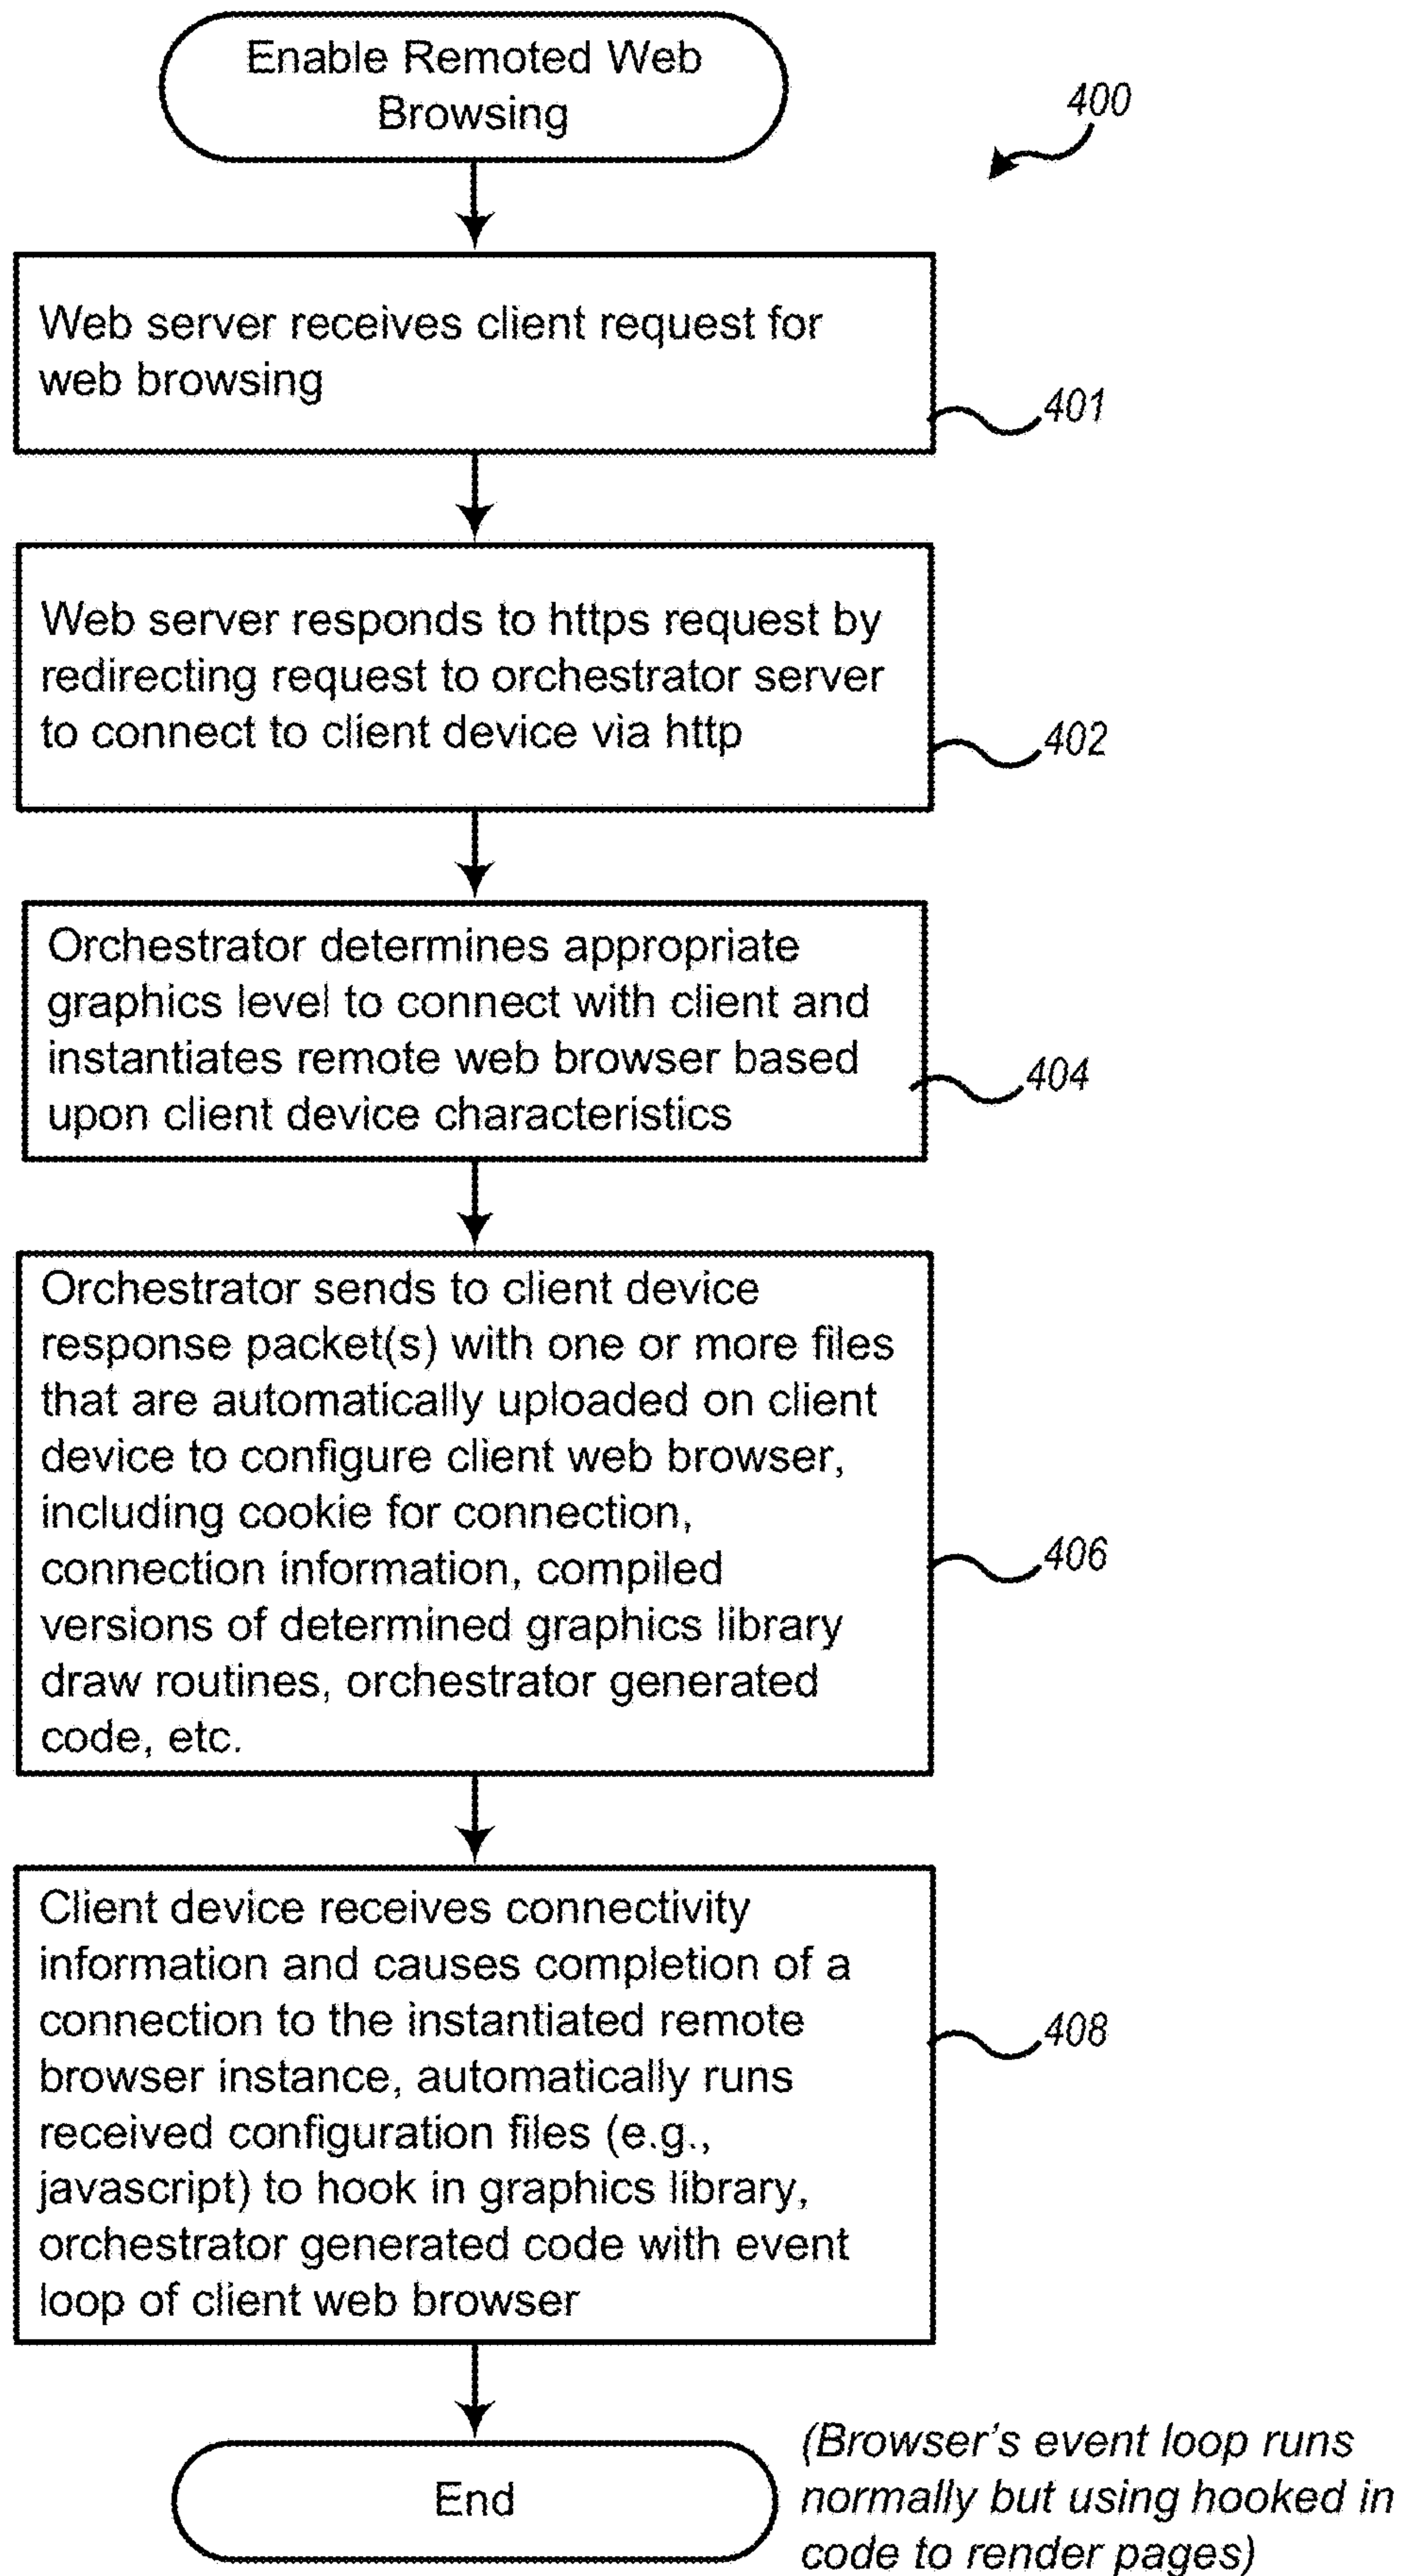 Enable Remoted Web
Browsing
400
Web server receives client request for
web browsing
401
Web server responds to https request by
redirecting request to orchestrator server
to connect to client device via http
402
Orchestrator determines appropriate
graphics level to connect with client and
instantiates remote web browser based
upon client device characteristics
404
Orchestrator sends to client device
response packet(s) with one or more files
that are automatically uploaded on client
device to configure client web browser,
including cookie for connection,
connection information, compiled
versions of determined graphics library
draw routines, orchestrator generated
code, etc.
406
Client device receives connectivity
information and causes completion of a
connection to the instantiated remote
browser instance, automatically runs
received configuration files (e.g.,
javascript) to hook in graphics library,
orchestrator generated code with event
loop of client web browser
408
End
(Browser's event loop runs
normally but using hooked in
code to render pages)